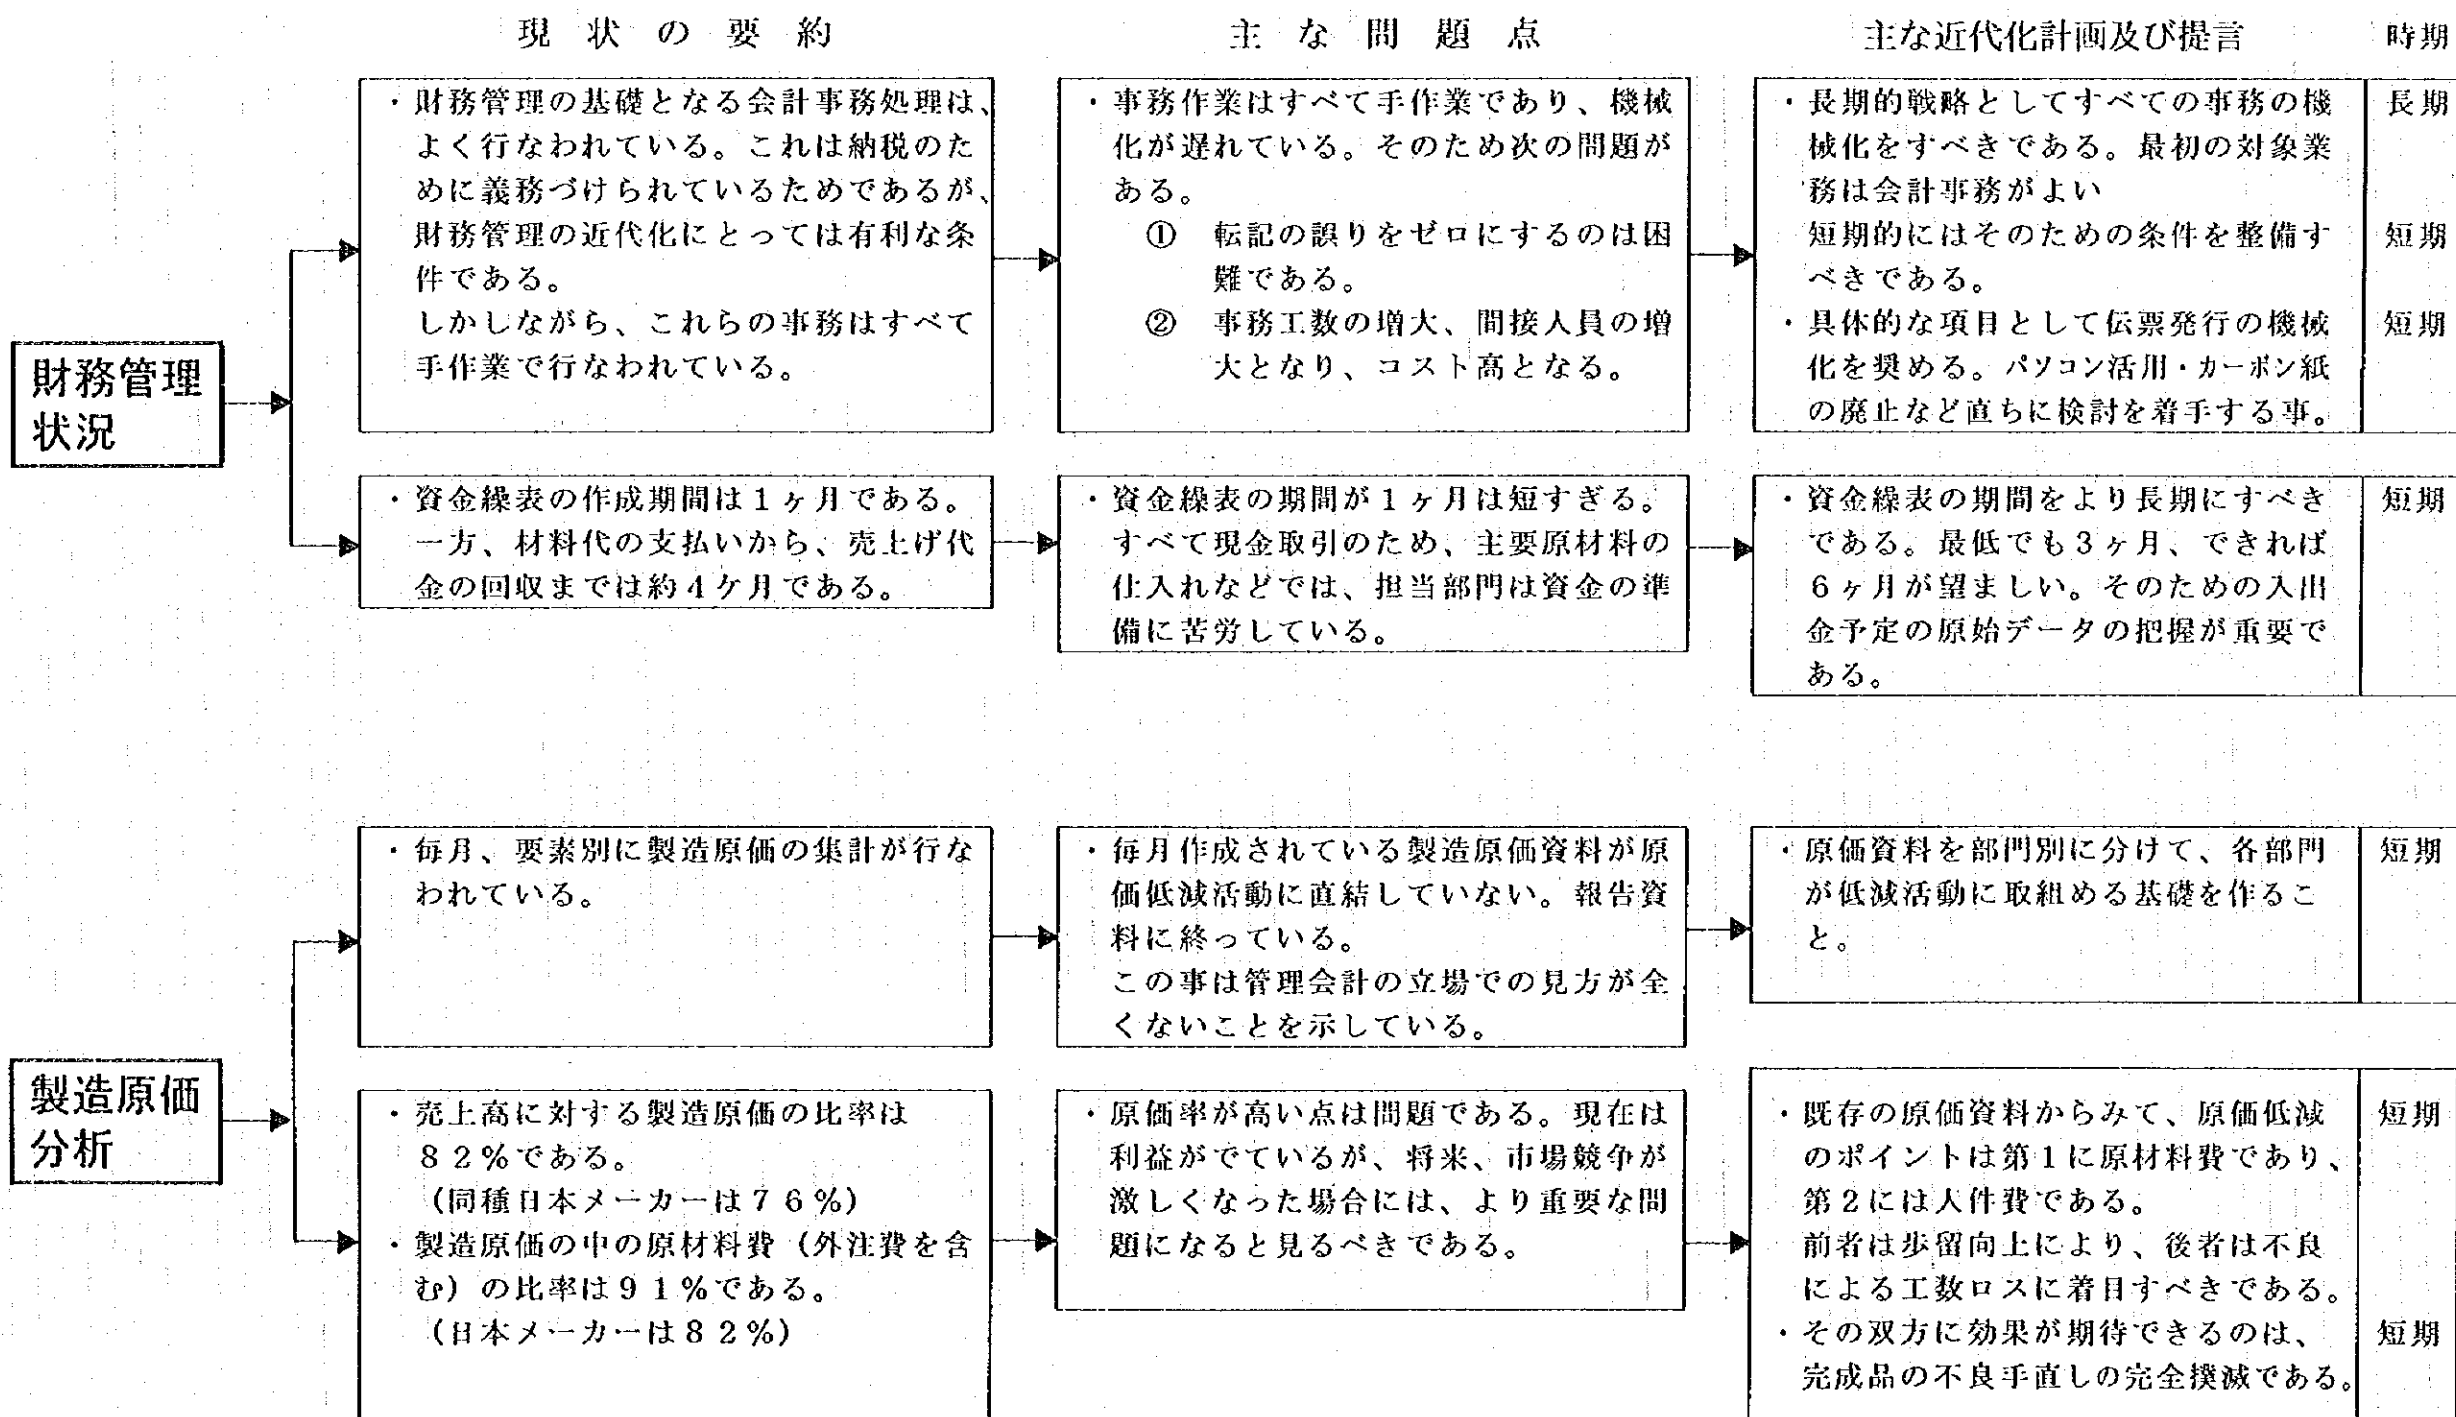 現状の要約
主な問題点
主な近代化計画及び提言
時期
財務管理
状況
・財務管理の基礎となる会計事務処理は、
よく行なわれている。これは納税のた
めに義務づけられているためであるが、
財務管理の近代化にとっては有利な条
件である。
しかしながら、これらの事務はすべて
手作業で行なわれている。
・事務作業はすべて手作業であり、機械
化が遅れている。そのため次の問題が
ある。
① 転記の誤りをゼロにするのは困
難である。
② 事務工数の増大、間接人員の増
大となり、コスト高となる。
・長期的戦略としてすべての事務の機
械化をすべきである。最初の対象業
務は会計事務がよい
短期的にはそのための条件を整備す
べきである。
・具体的な項目として伝票発行の機械
化を奨める。パソコン活用・カーボン紙
の廃止など直ちに検討を着手する事。
長期
短期
短期
・資金繰表の作成期間は1ヶ月である。
一方、材料代の支払いから、売上げ代
金の回収までは約4ケ月である。
・資金繰表の期間が1ヶ月は短すぎる。
すべて現金取引のため、主要原材料の
仕入れなどでは、担当部門は資金の準
備に苦労している。
・資金繰表の期間をより長期にすべき
である。最低でも3ヶ月、できれば
6ヶ月が望ましい。そのための入出
金予定の原始データの把握が重要で
ある。
短期
製造原価
分析
・毎月、要素別に製造原価の集計が行な
われている。
・毎月作成されている製造原価資料が原
価低減活動に直結していない。報告資
料に終っている。
この事は管理会計の立場での見方が全
くないことを示している。
・原価資料を部門別に分けて、各部門
が低減活動に取組める基礎を作るこ
と。
短期
・売上高に対する製造原価の比率は
82%である。
(同種日本メーカーは76%)
・製造原価の中の原材料費(外注費を含
む)の比率は91%である。
(日本メーカーは82%)
・原価率が高い点は問題である。現在は
利益がでているが、将来、市場競争が
激しくなった場合には、より重要な問
題になると見るべきである。
・既存の原価資料からみて、原価低減
のポイントは第1に原材料費であり、
第2には人件費である。
前者は歩留向上により、後者は不良
による工数ロスに着目すべきである。
・その双方に効果が期待できるのは、
完成品の不良手直しの完全撲滅である。
短期
短期